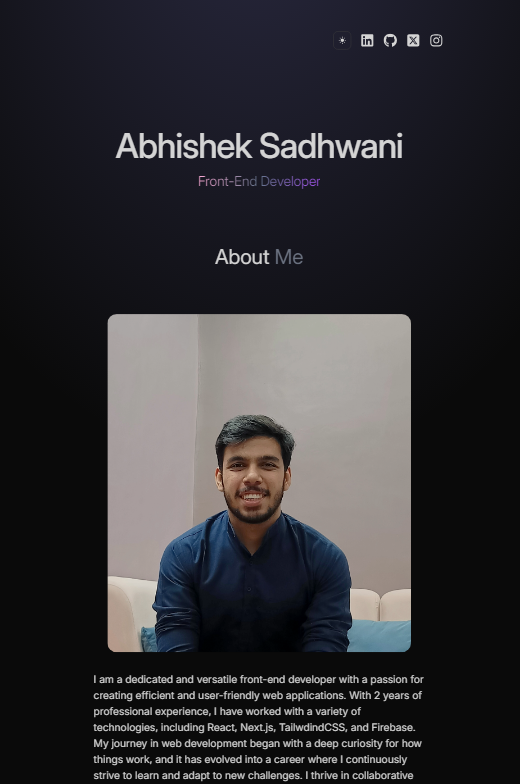 Abhishek Sadhwani
Front-End Developer
About Me
I am a dedicated and versatile front-end developer with a passion for
creating efficient and user-friendly web applications. With 2 years of
professional experience, I have worked with a variety of
technologies, including React, Next.js, TailwdindCSS, and Firebase.
My journey in web development began with a deep curiosity for how
things work, and it has evolved into a career where I continuously
strive to learn and adapt to new challenges. I thrive in collaborative